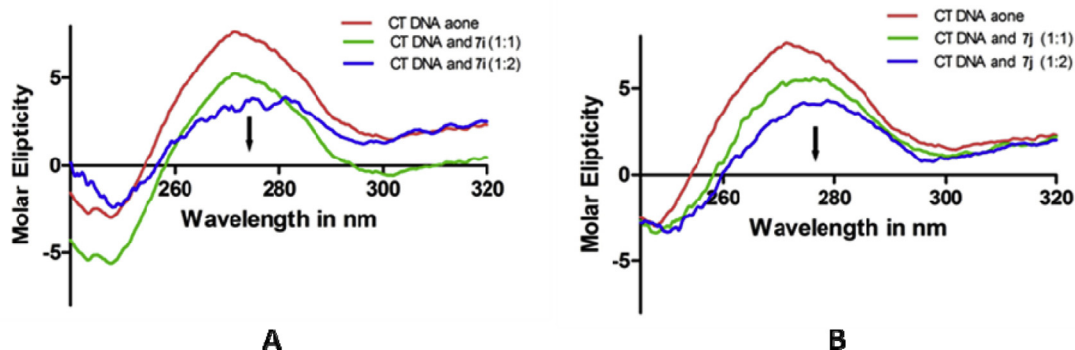 CT DNA aone
CT DNA and 7i (1:1)
CT DNA and 7i (1:2)
Molar Elipticity
5
0
-5
260
280
300
320
Wavelength in nm
A
CT DNA aone
CT DNA and 7j (1:1)
CT DNA and 7j (1:2)
Molar Elipticity
5
0
-5
260
280
300
320
Wavelength in nm
B